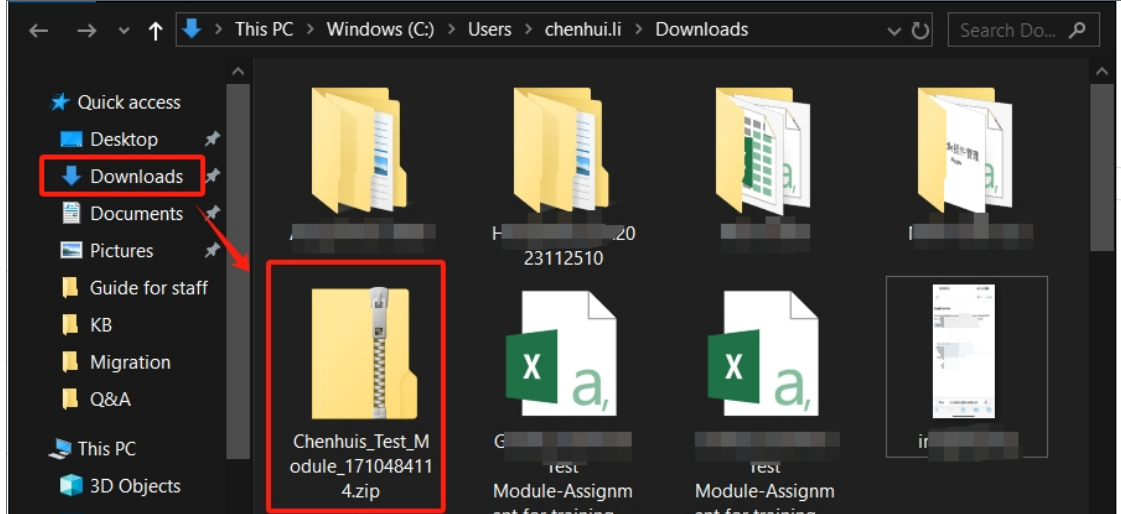 This PC > Windows (C:) > Users > chenhui.li > Downloads
Search Do...
Quick access
Desktop
Downloads
Documents
Pictures
Guide for staff
KB
Migration
Q&A
This PC
3D Objects
.20
23112510
Chenhuis_Test_M
odule_171048411
4.zip
Test
Module-Assignm
ent for training
Test
Module-Assignm
ent for training